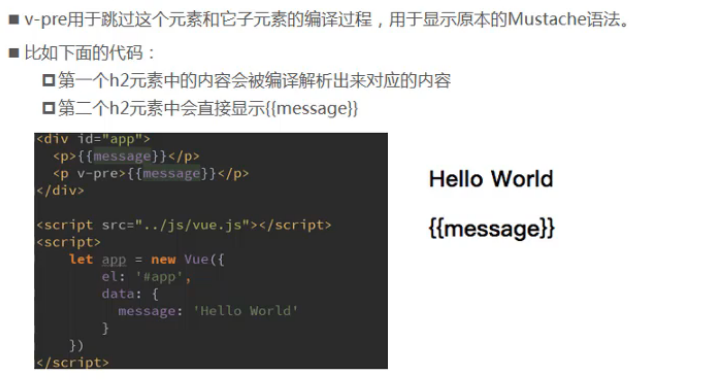 ■ v-pre用于跳过这个元素和它子元素的编译过程，用于显示原本的Mustache语法。
■ 比如下面的代码：
第一个h2元素中的内容会被编译解析出来对应的内容
第二个h2元素中会直接显示{{message}}
<div id="app">
  <p>{{message}}</p>
  <p v-pre>{{message}}</p>
</div>
<script src="../js/vue.js"></script>
<script>
    let app = new Vue({
        el: '#app',
        data: {
          message: 'Hello World'
        }
    })
</script>
Hello World
{{message}}